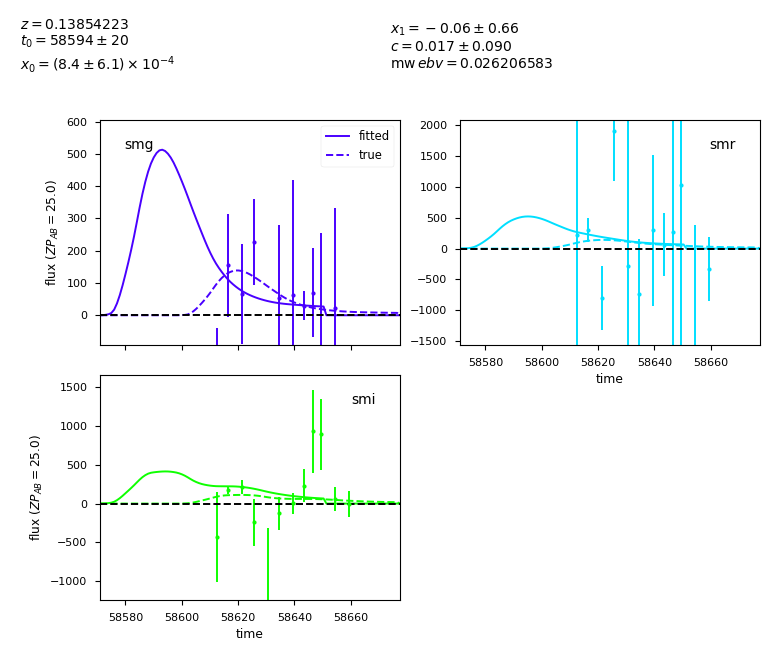 z = 0.13854223
t₀ = 58594 ± 20
x₀ = (8.4 ± 6.1) × 10⁻⁴
x₁ = −0.06 ± 0.66
c = 0.017 ± 0.090
mw ebv = 0.026206583
smg
fitted
true
600
500
400
300
200
100
0
flux (ZP_AB = 25.0)
smr
2000
1500
1000
500
0
−500
−1000
−1500
58580 58600 58620 58640 58660
time
smi
1500
1000
500
0
−500
−1000
flux (ZP_AB = 25.0)
58580 58600 58620 58640 58660
time